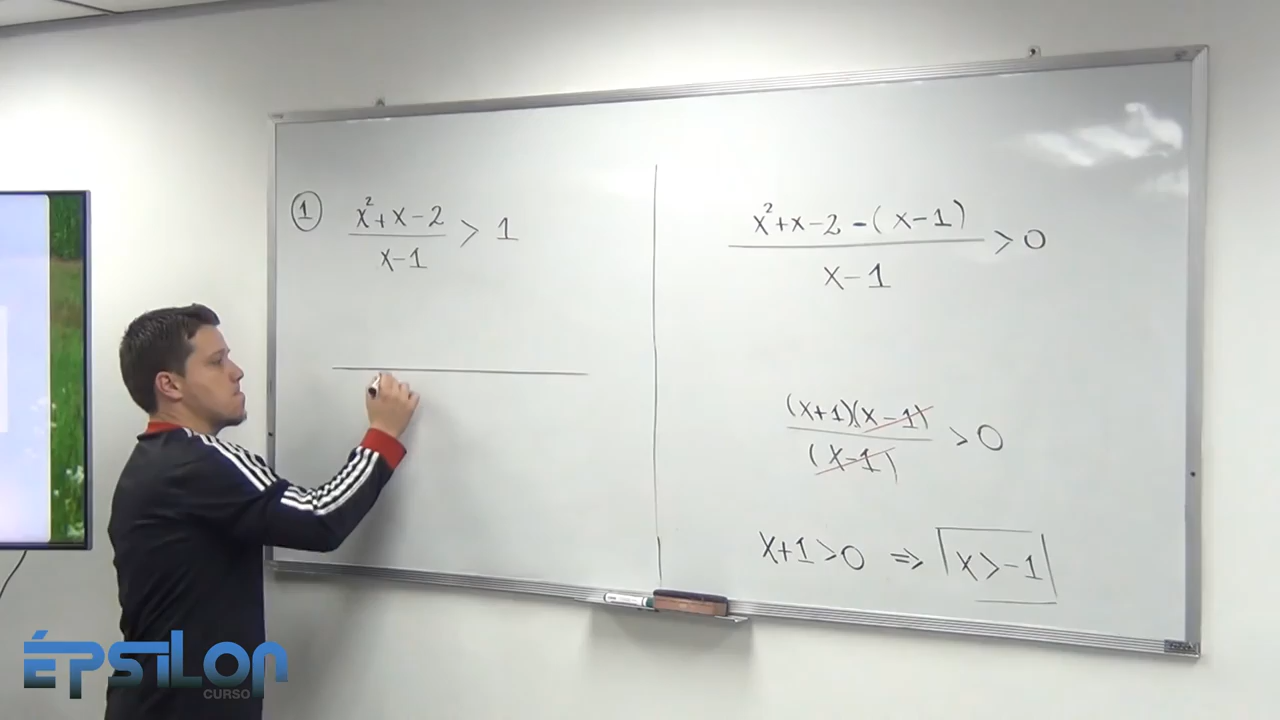 ① x²+x-2 > 1
x-1
x²+x-2-(x-1) > 0
x-1
(x+1)(x-1) > 0
(x-1)
x+1>0 => x>-1
ÉPSILON
CURSO